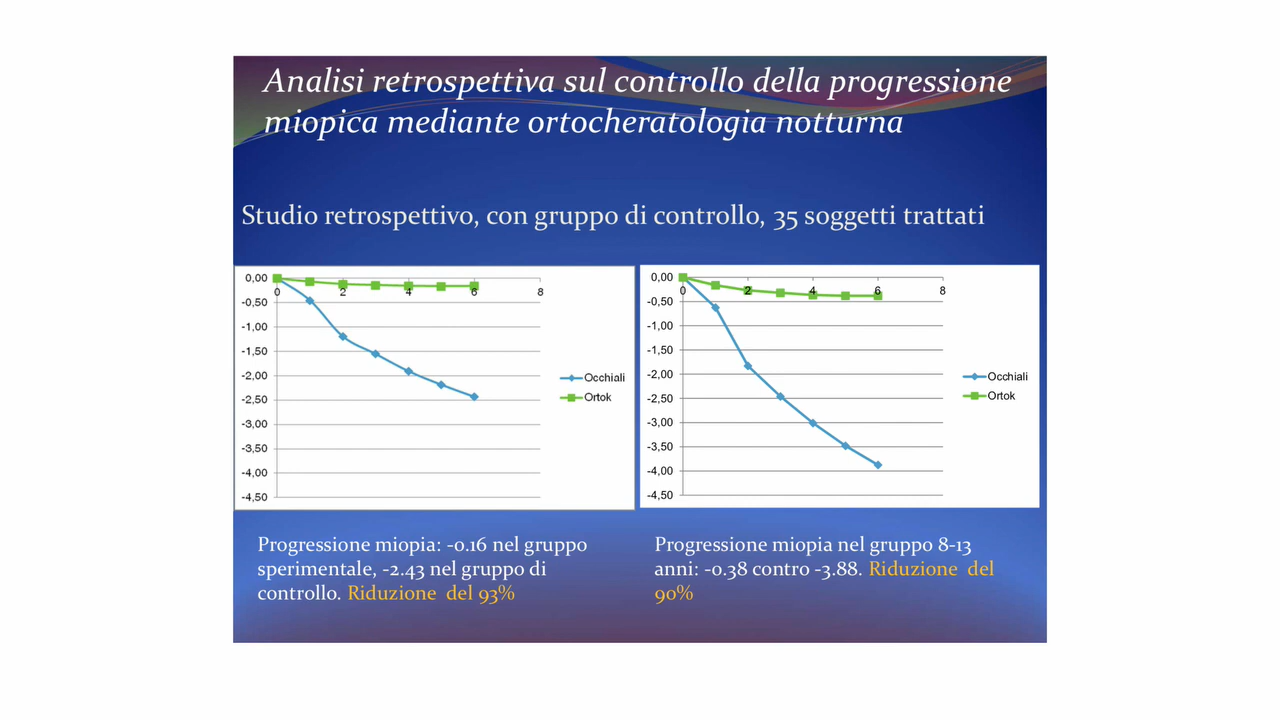 Analisi retrospettiva sul controllo della progressione
miopica mediante ortocheratologia notturna
Studio retrospettivo, con gruppo di controllo, 35 soggetti trattati
0,00
-0,50
-1,00
-1,50
-2,00
-2,50
-3,00
-3,50
-4,00
-4,50
0 2 4 6 8
Occhiali
Ortok
0,00
-0,50
-1,00
-1,50
-2,00
-2,50
-3,00
-3,50
-4,00
-4,50
0 2 4 6 8
Occhiali
Ortok
Progressione miopia: -0.16 nel gruppo
sperimentale, -2.43 nel gruppo di
controllo. Riduzione del 93%
Progressione miopia nel gruppo 8-13
anni: -0.38 contro -3.88. Riduzione del
90%